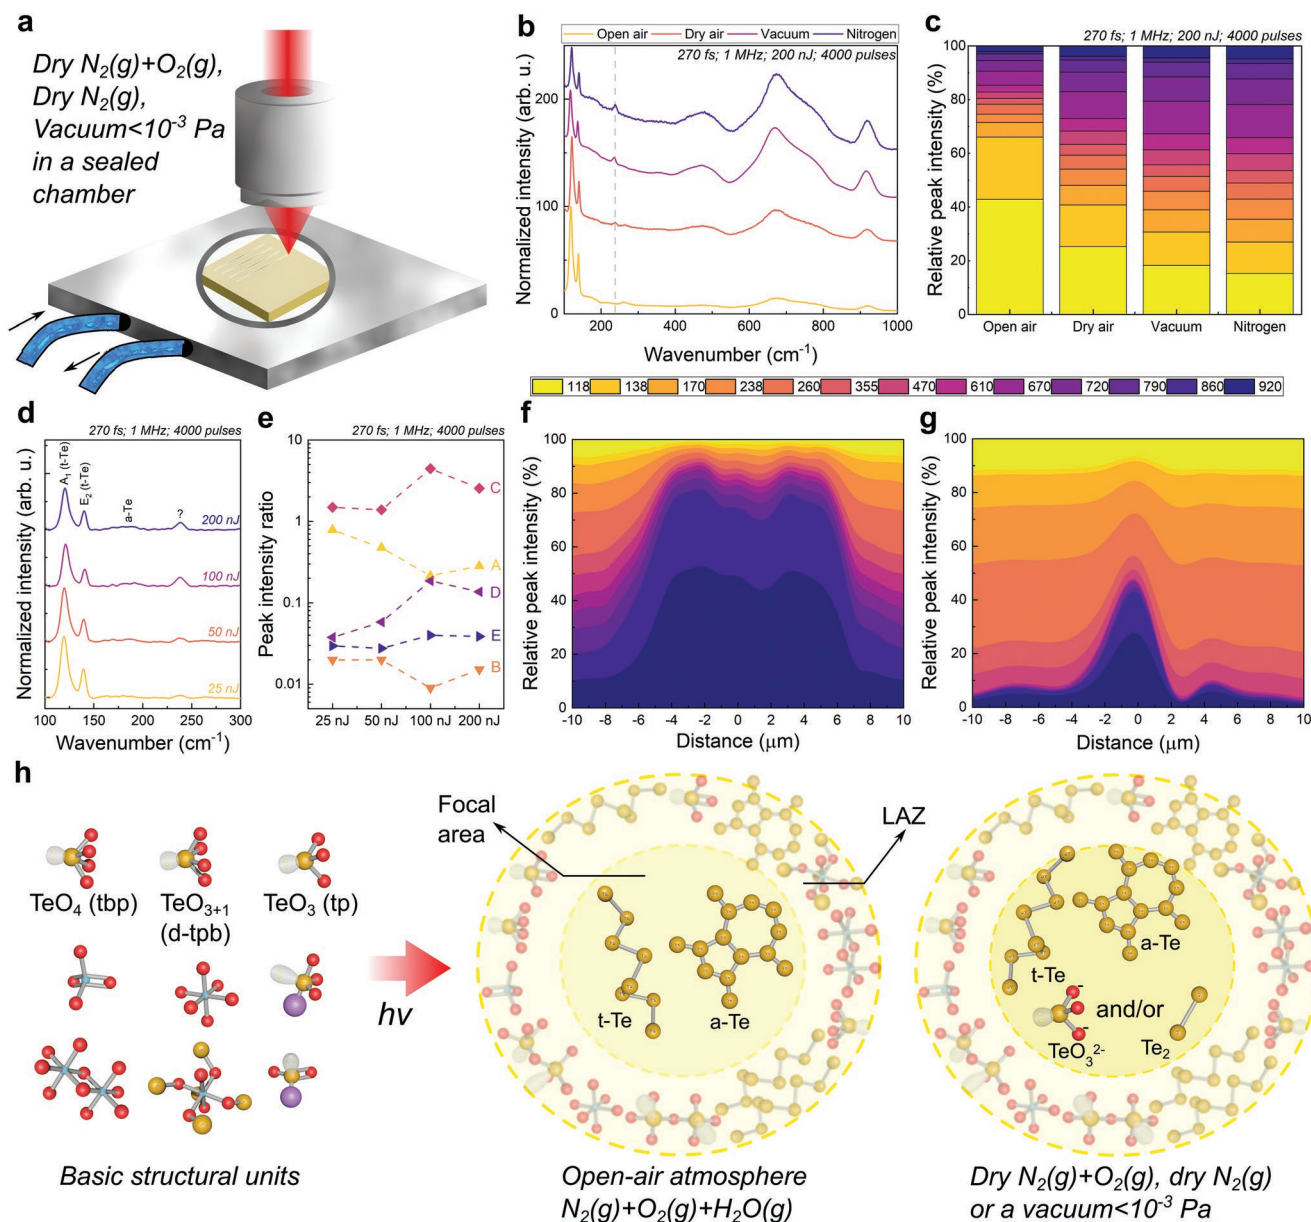 a
Dry N₂(g)+O₂(g),
Dry N₂(g),
Vacuum<10⁻³ Pa
in a sealed
chamber
b
Open air Dry air Vacuum Nitrogen
270 fs; 1 MHz; 200 nJ; 4000 pulses
Normalized intensity (arb. u.)
200
100
0
200 400 600 800 1000
Wavenumber (cm⁻¹)
c
270 fs; 1 MHz; 200 nJ; 4000 pulses
Relative peak intensity (%)
100
80
60
40
20
0
Open air Dry air Vacuum Nitrogen
118 138 170 238 260 355 470 610 670 720 790 860 920
d
270 fs; 1 MHz; 4000 pulses
Normalized intensity (arb. u.)
A₁ (t-Te)
E₂ (t-Te)
a-Te
?
200 nJ
100 nJ
50 nJ
25 nJ
100 150 200 250 300
Wavenumber (cm⁻¹)
e
270 fs; 1 MHz; 4000 pulses
Peak intensity ratio
10
1
0.1
0.01
C
A
D
E
B
25 nJ 50 nJ 100 nJ 200 nJ
f
Relative peak intensity (%)
100
80
60
40
20
0
-10 -8 -6 -4 -2 0 2 4 6 8 10
Distance (μm)
g
Relative peak intensity (%)
100
80
60
40
20
0
-10 -8 -6 -4 -2 0 2 4 6 8 10
Distance (μm)
h
TeO₄ (tbp) TeO₃₊₁ TeO₃ (tp)
(d-tpb)
Basic structural units
hv
Focal
area
LAZ
t-Te
a-Te
Open-air atmosphere
N₂(g)+O₂(g)+H₂O(g)
a-Te
t-Te
-
and/or
-
TeO₃²⁻
Te₂
Dry N₂(g)+O₂(g), dry N₂(g)
or a vacuum<10⁻³ Pa